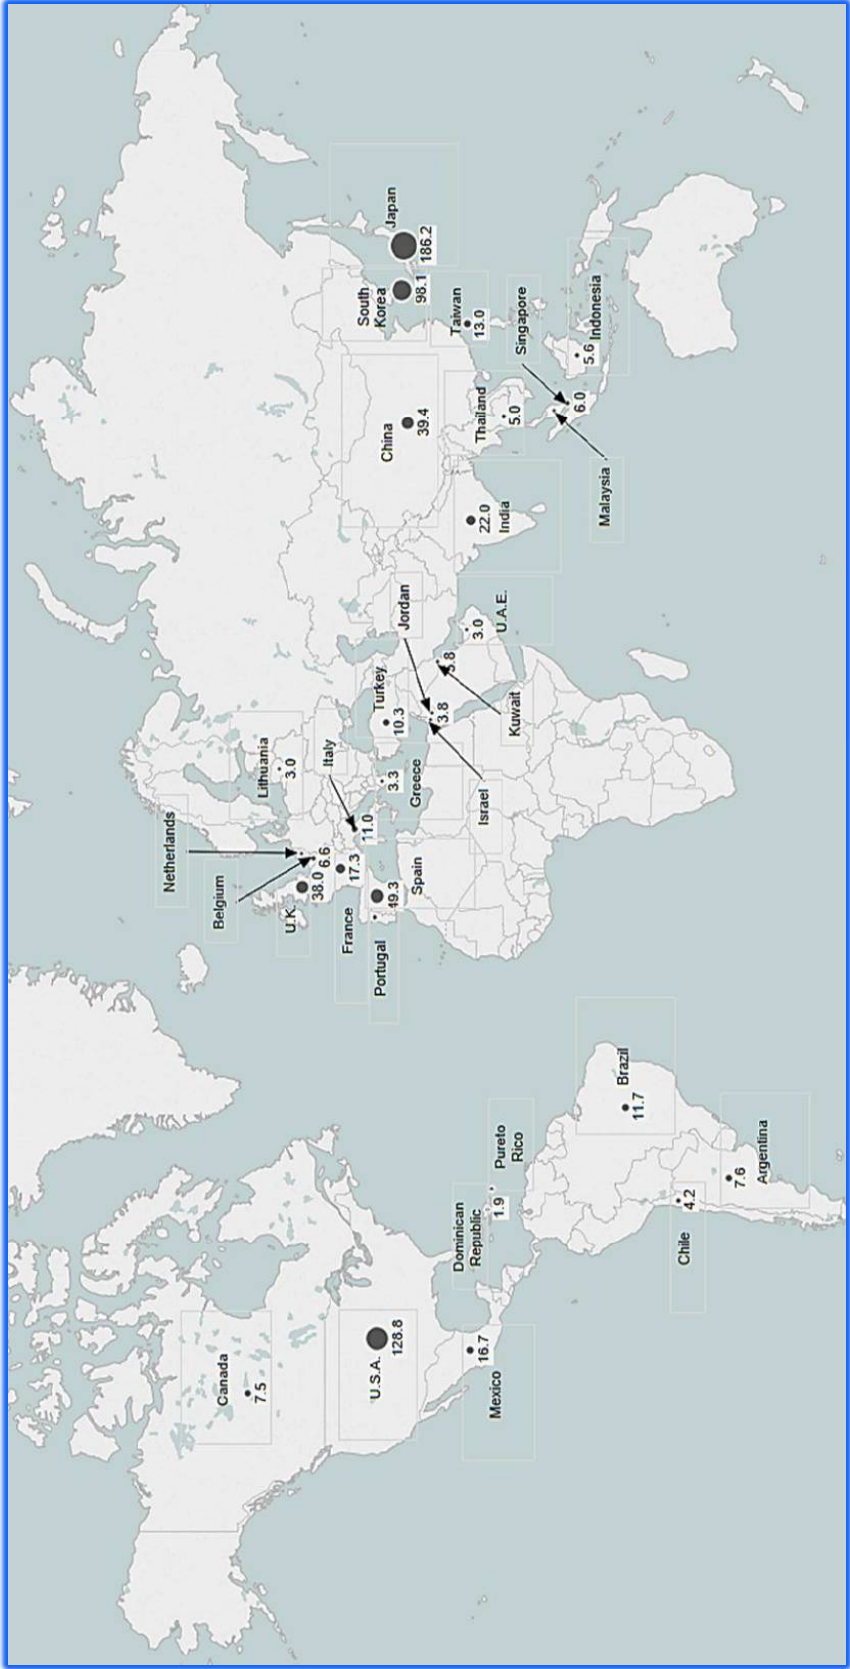 Canada
7.5
U.S.A.
128.8
Mexico
16.7
Dominican
Republic
1.9
Pureto
Rico
Chile
4.2
7.6
Argentina
Brazil
11.7
Netherlands
Belgium
U.K.
38.0
6.6
France
17.3
Portugal
49.3
Spain
Lithuania
3.0
Italy
11.0
3.3
Greece
Turkey
10.3
Jordan
3.8
Israel
Kuwait
3.0
U.A.E.
22.0
India
China
39.4
South
Korea
98.1
Japan
186.2
Taiwan
13.0
Thailand
5.0
Singapore
6.0
Malaysia
5.6
Indonesia